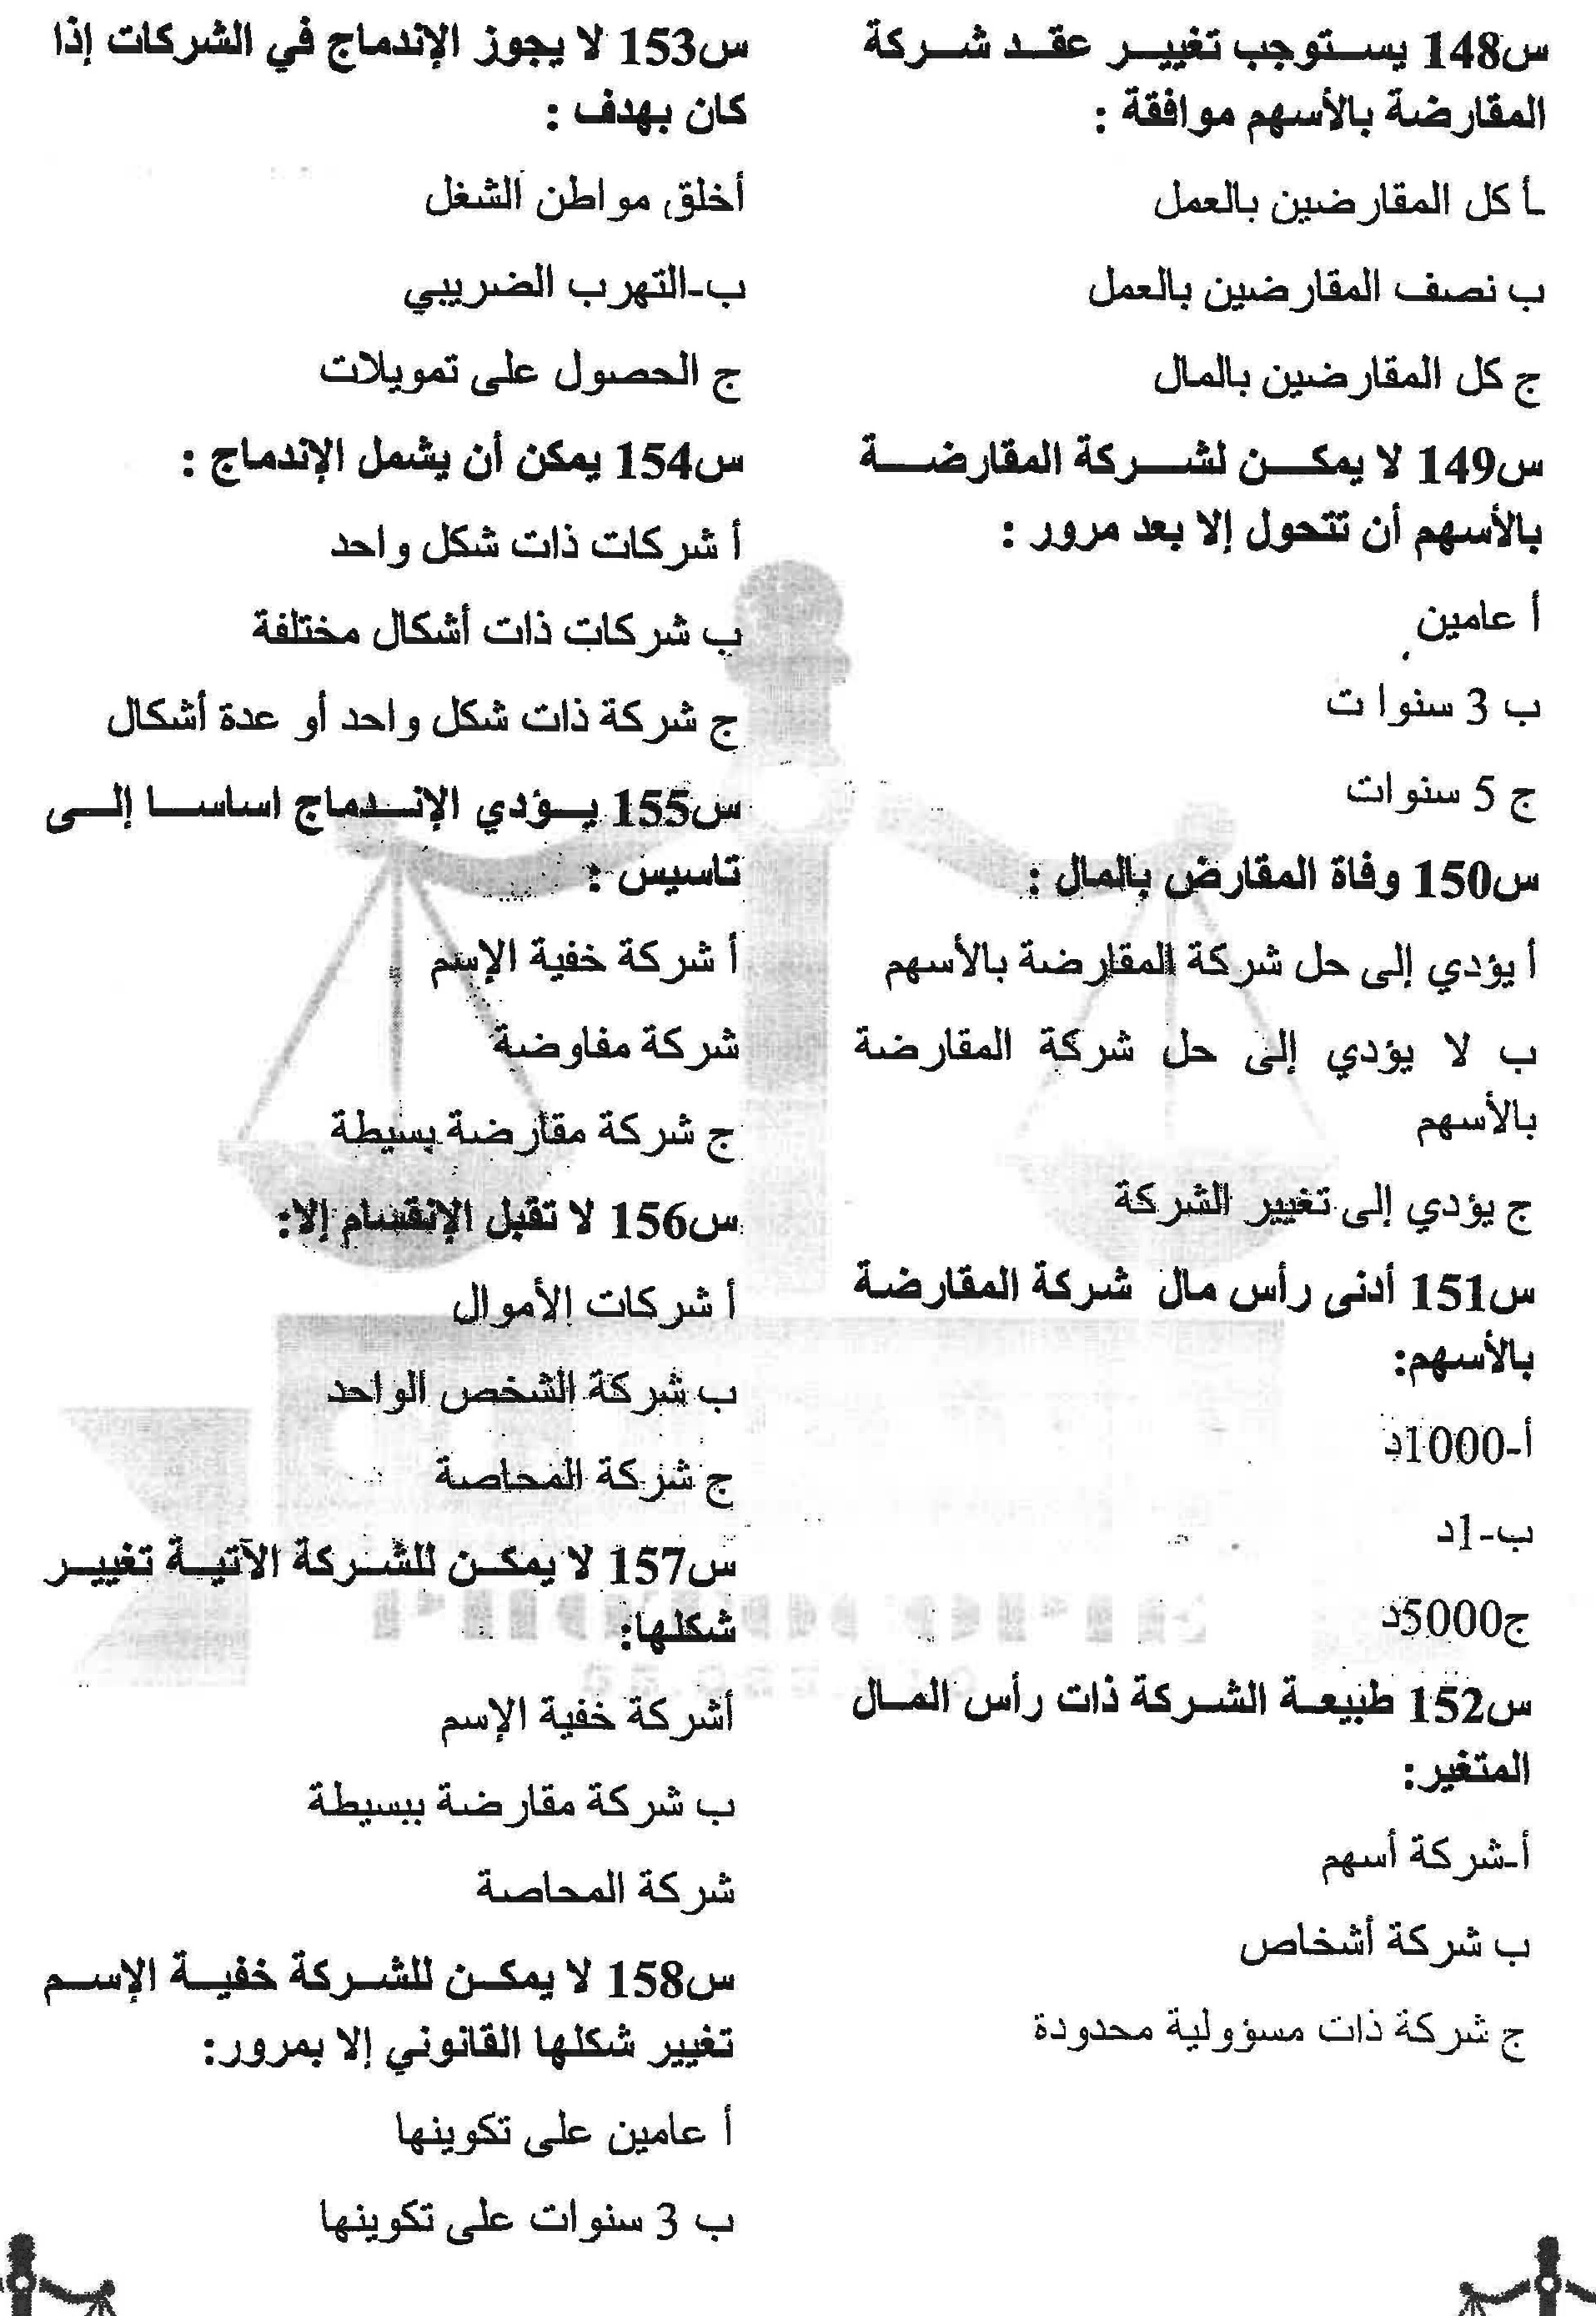 س148 يستوجب تغيير عقد شركة
المقارضة بالأسهم موافقة :
ـأ كل المقارضين بالعمل
ب نصف المقارضين بالعمل
ج كل المقارضين بالمال
س149 لا يمكن لشركة المقارضة
بالأسهم أن تتحول إلا بعد مرور :
أ عامين
ب 3 سنوا ت
ج 5 سنوات
س150 وفاة المقارض بالمال :
أ يؤدي إلى حل شركة المقارضة بالأسهم
ب لا يؤدي إلى حل شركة المقارضة
بالأسهم
ج يؤدي إلى تغيير الشركة
س151 أدنى رأس مال شركة المقارضة
بالأسهم:
أ-1000د
ب-1د
ج5000د
س152 طبيعة الشركة ذات رأس المال
المتغير:
أ-شركة أسهم
ب شركة أشخاص
ج شركة ذات مسؤولية محدودة
س153 لا يجوز الإندماج في الشركات إذا
كان بهدف :
أخلق مواطن الشغل
ب-التهرب الضريبي
ج الحصول على تمويلات
س154 يمكن أن يشمل الإندماج :
أ شركات ذات شكل واحد
ب شركات ذات أشكال مختلفة
ج شركة ذات شكل واحد أو عدة أشكال
س155 يؤدي الإندماج اساسا إلى
تاسيس :
أ شركة خفية الإسم
شركة مفاوضة
ج شركة مقارضة بسيطة
س156 لا تقبل الإنقسام إلا:
أ شركات الأموال
ب شركة الشخص الواحد
ج شركة المحاصة
س157 لا يمكن للشركة الآتية تغيير
شكلها:
أشركة خفية الإسم
ب شركة مقارضة ببسيطة
شركة المحاصة
س158 لا يمكن للشركة خفية الإسم
تغيير شكلها القانوني إلا بمرور:
أ عامين على تكوينها
ب 3 سنوات على تكوينها